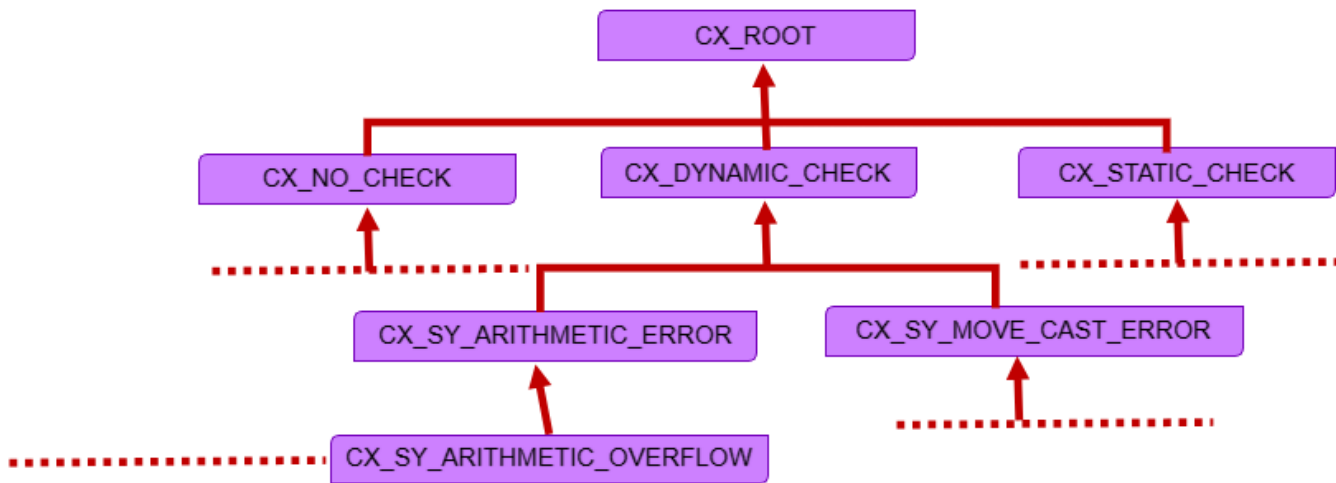 CX_ROOT
CX_NO_CHECK
CX_DYNAMIC_CHECK
CX_STATIC_CHECK
CX_SY_ARITHMETIC_ERROR
CX_SY_MOVE_CAST_ERROR
CX_SY_ARITHMETIC_OVERFLOW